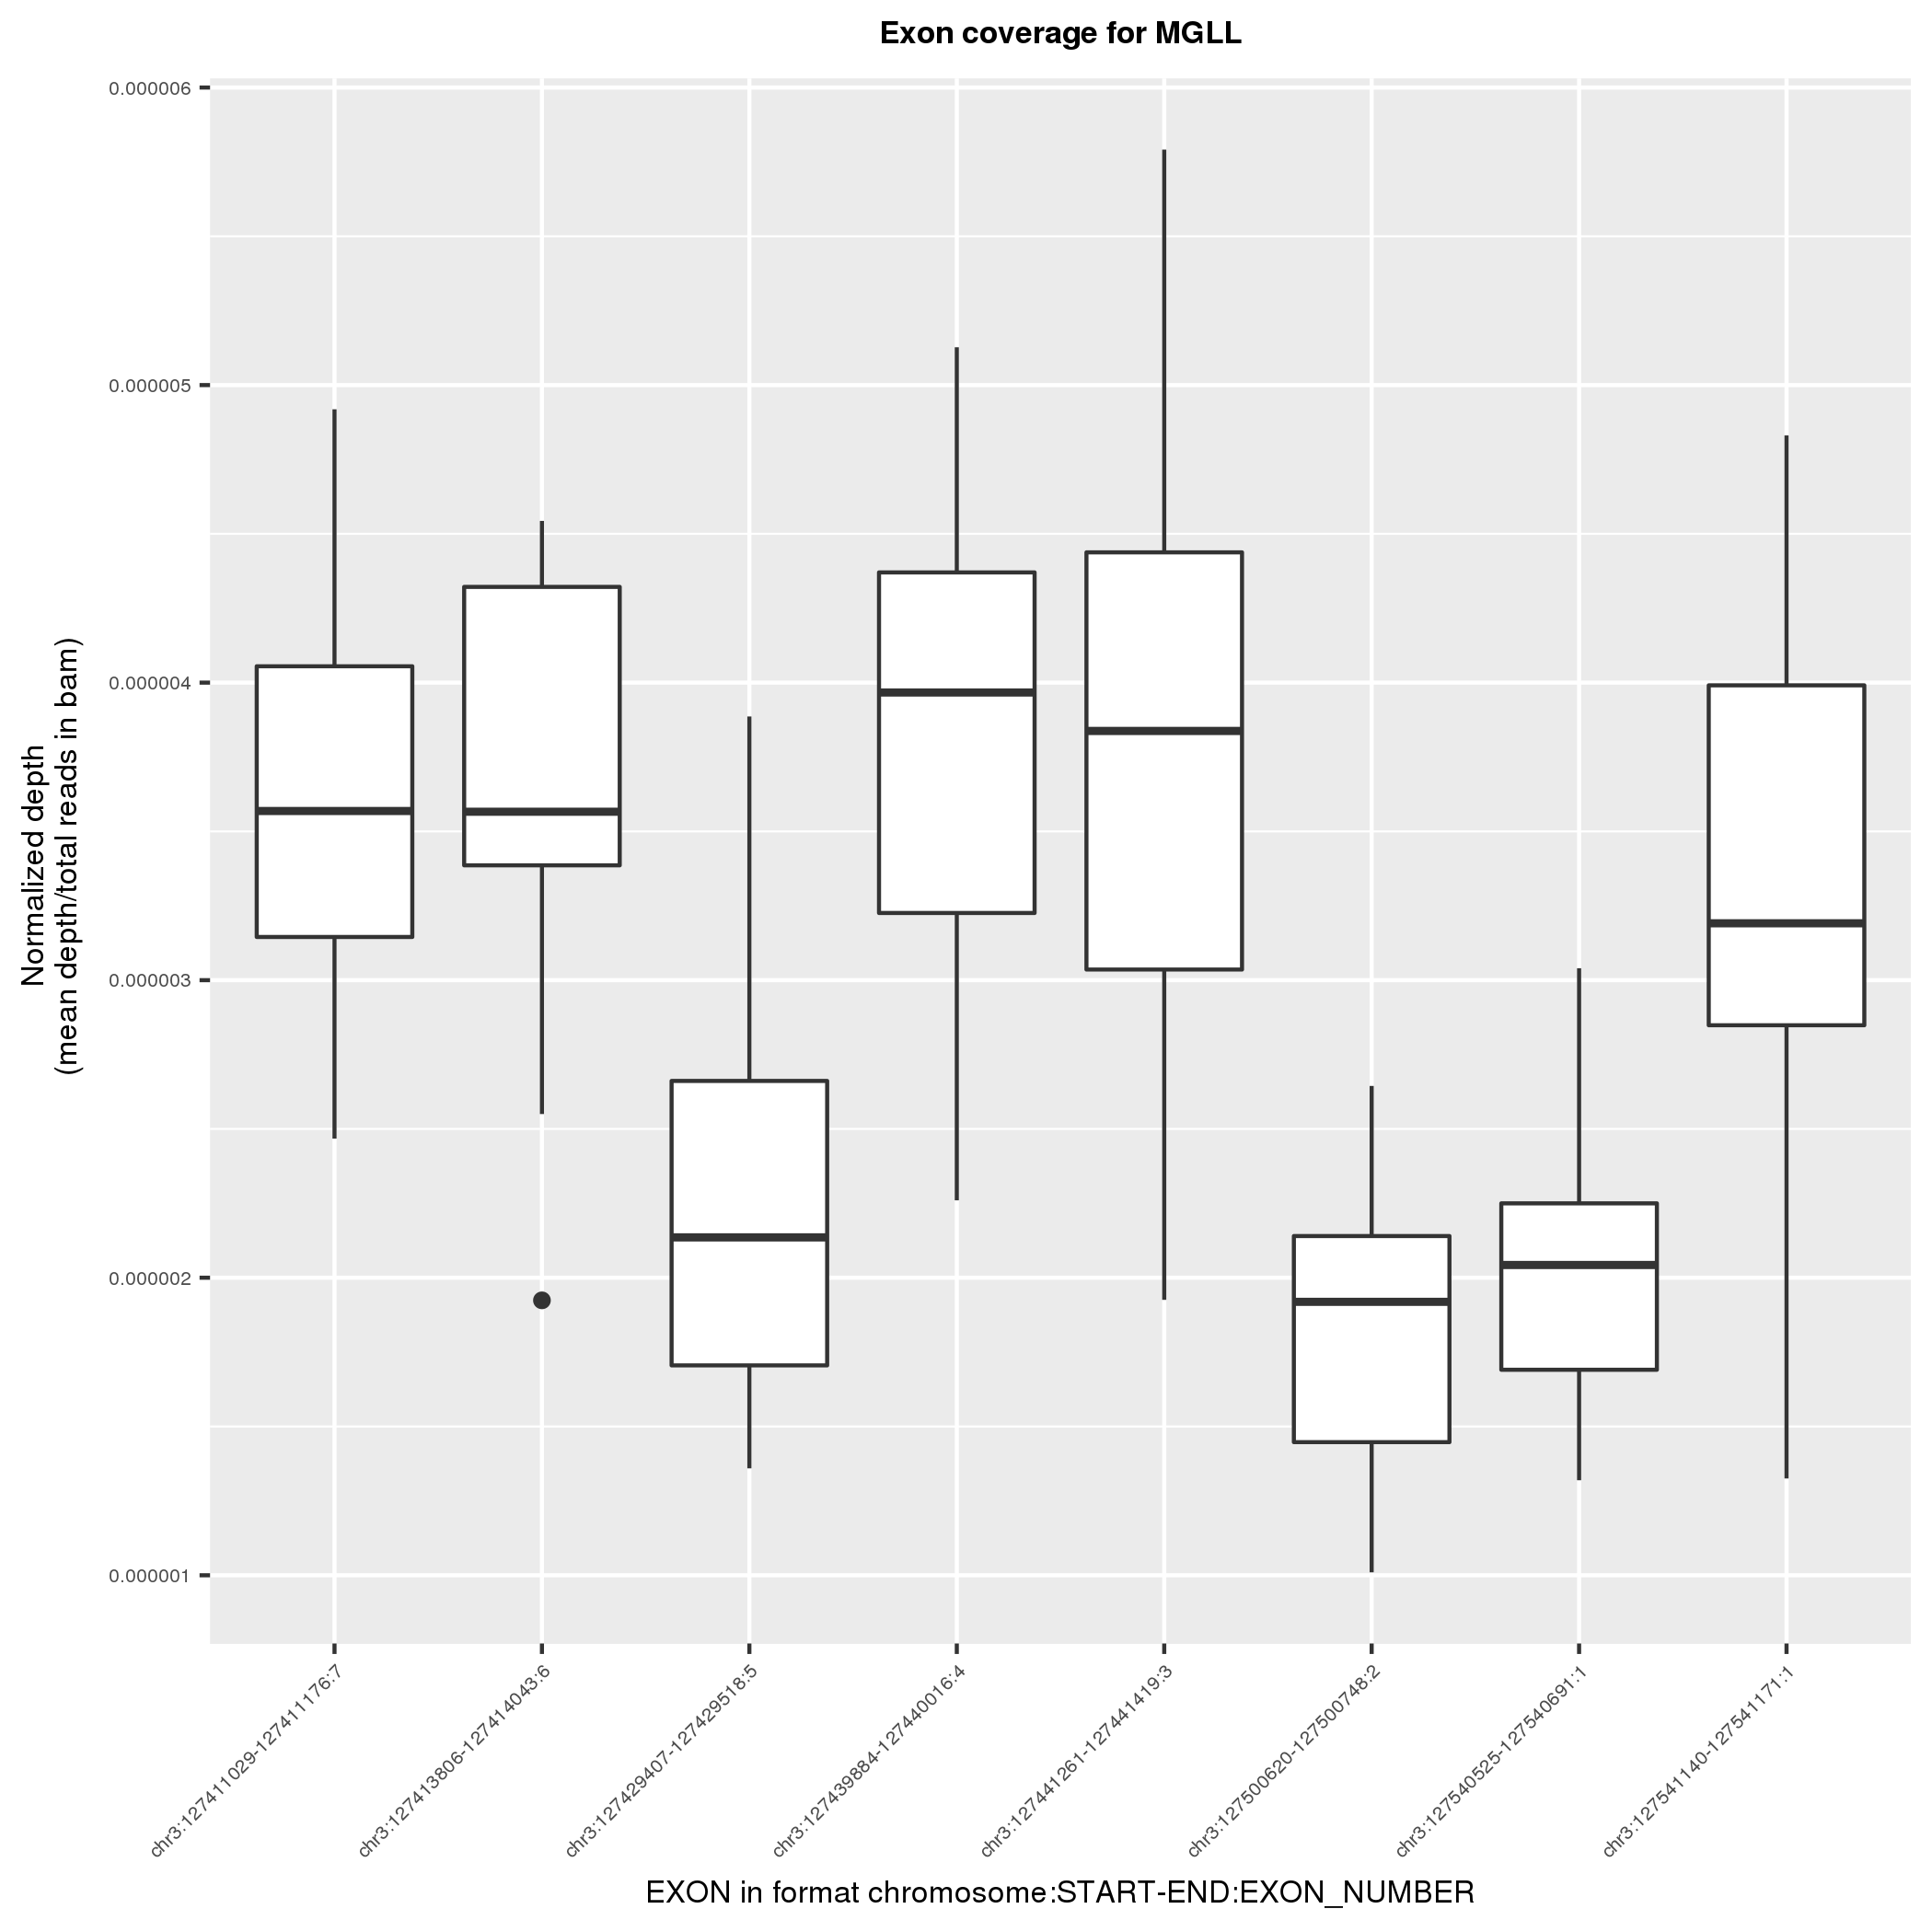 Exon coverage for MGLL
0.000006
0.000005
0.000004
0.000003
0.000002
0.000001
Normalized depth
(mean depth/total reads in bam)
chr3:127411029-127411176:7
chr3:127413806-127414043:6
chr3:127429407-127429518:5
chr3:127439884-127440016:4
chr3:127441261-127441419:3
chr3:127500620-127500748:2
chr3:127540525-127540691:1
chr3:127541140-127541171:1
EXON in format chromosome:START-END:EXON_NUMBER